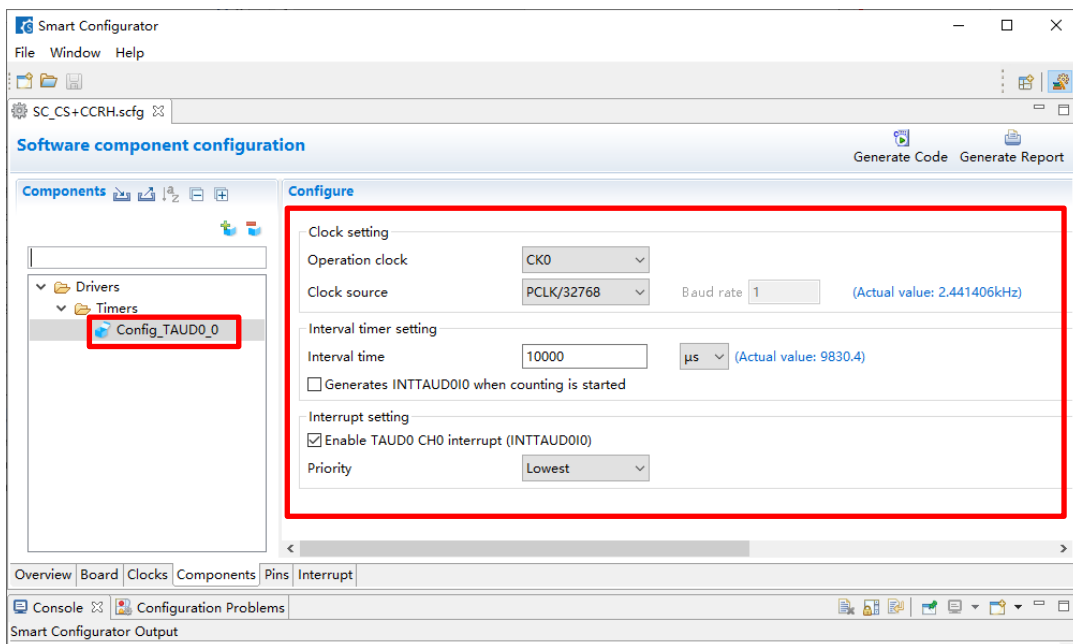 Smart Configurator
File Window Help
SC_CS+CCRH.scfg
Software component configuration
Generate Code Generate Report
Components
Configure
Clock setting
Operation clock CK0
Clock source PCLK/32768 Baud rate 1 (Actual value: 2.441406kHz)
Drivers
Timers
Config_TAUD0_0
Interval timer setting
Interval time 10000 μs (Actual value: 9830.4)
Generates INTTAUD0I0 when counting is started
Interrupt setting
Enable TAUD0 CH0 interrupt (INTTAUD0I0)
Priority Lowest
Overview Board Clocks Components Pins Interrupt
Console Configuration Problems
Smart Configurator Output